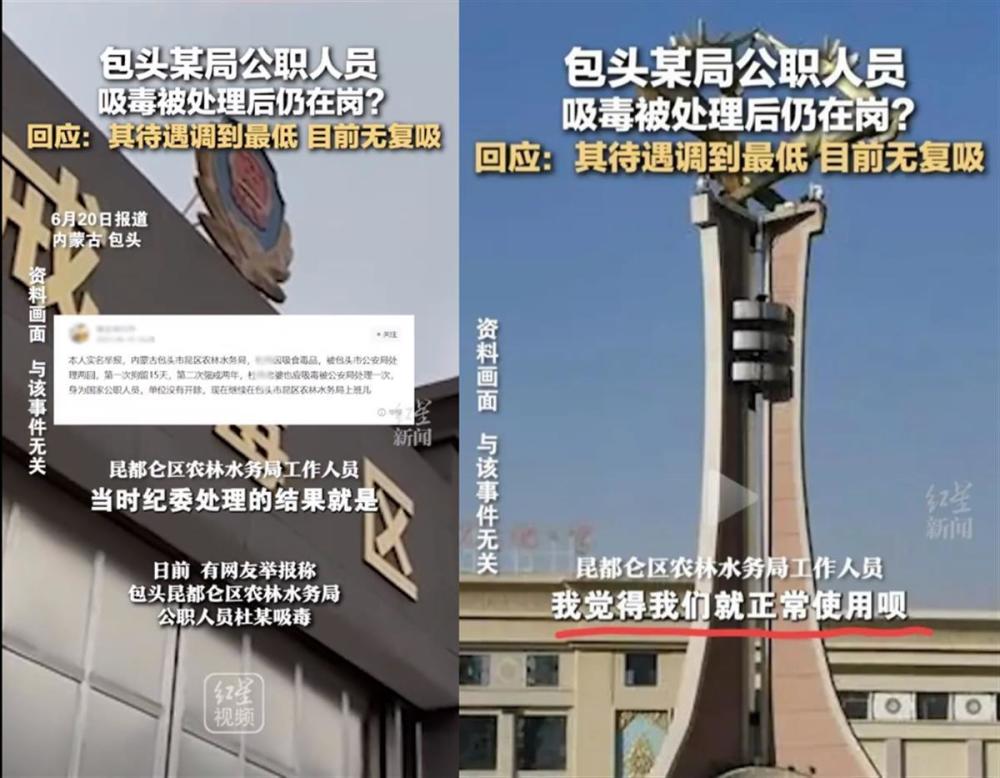 包头某局公职人员
吸毒被处理后仍在岗？
回应：其待遇调到最低 目前无复吸
6月20日报道
内蒙古 包头
资料画面 与该事件无关
+关注
本人实名举报，内蒙古包头市昆区农林水务局，
因吸食毒品，被包头市公安局处
理两回，第一次拘留15天，第二次强戒两年，杜
婆也应吸毒被公安局处理一次，
身为国家公职人员，单位没有开除，现在继续在包头市昆区农林水务局上班儿
红星
新闻
区
昆都仑区农林水务局工作人员
当时纪委处理的结果就是
日前 有网友举报称
包头昆都仑区农林水务局
公职人员杜某吸毒
红星
视频
包头某局公职人员
吸毒被处理后仍在岗？
回应：其待遇调到最低 目前无复吸
资料画面 与该事件无关
红星
新闻
昆都仑区农林水务局工作人员
我觉得我们就正常使用呗